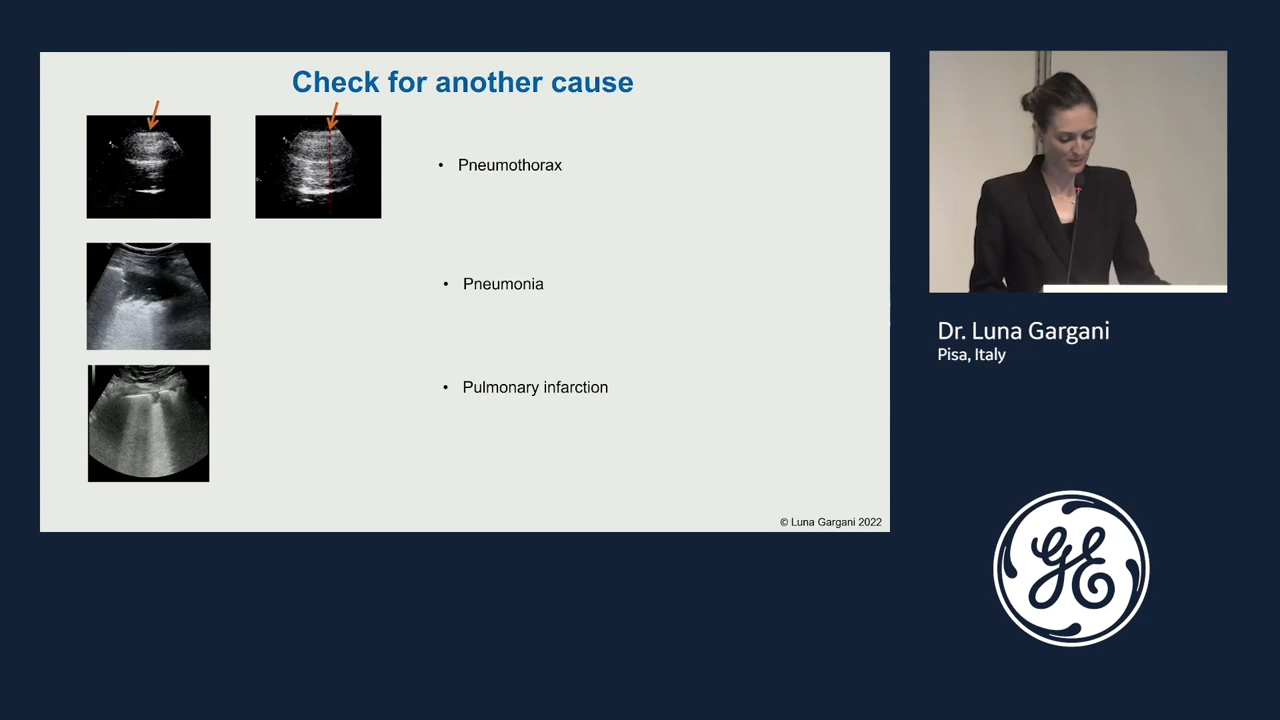 Check for another cause
• Pneumothorax
• Pneumonia
• Pulmonary infarction
© Luna Gargani 2022
Dr. Luna Gargani
Pisa, Italy
GE